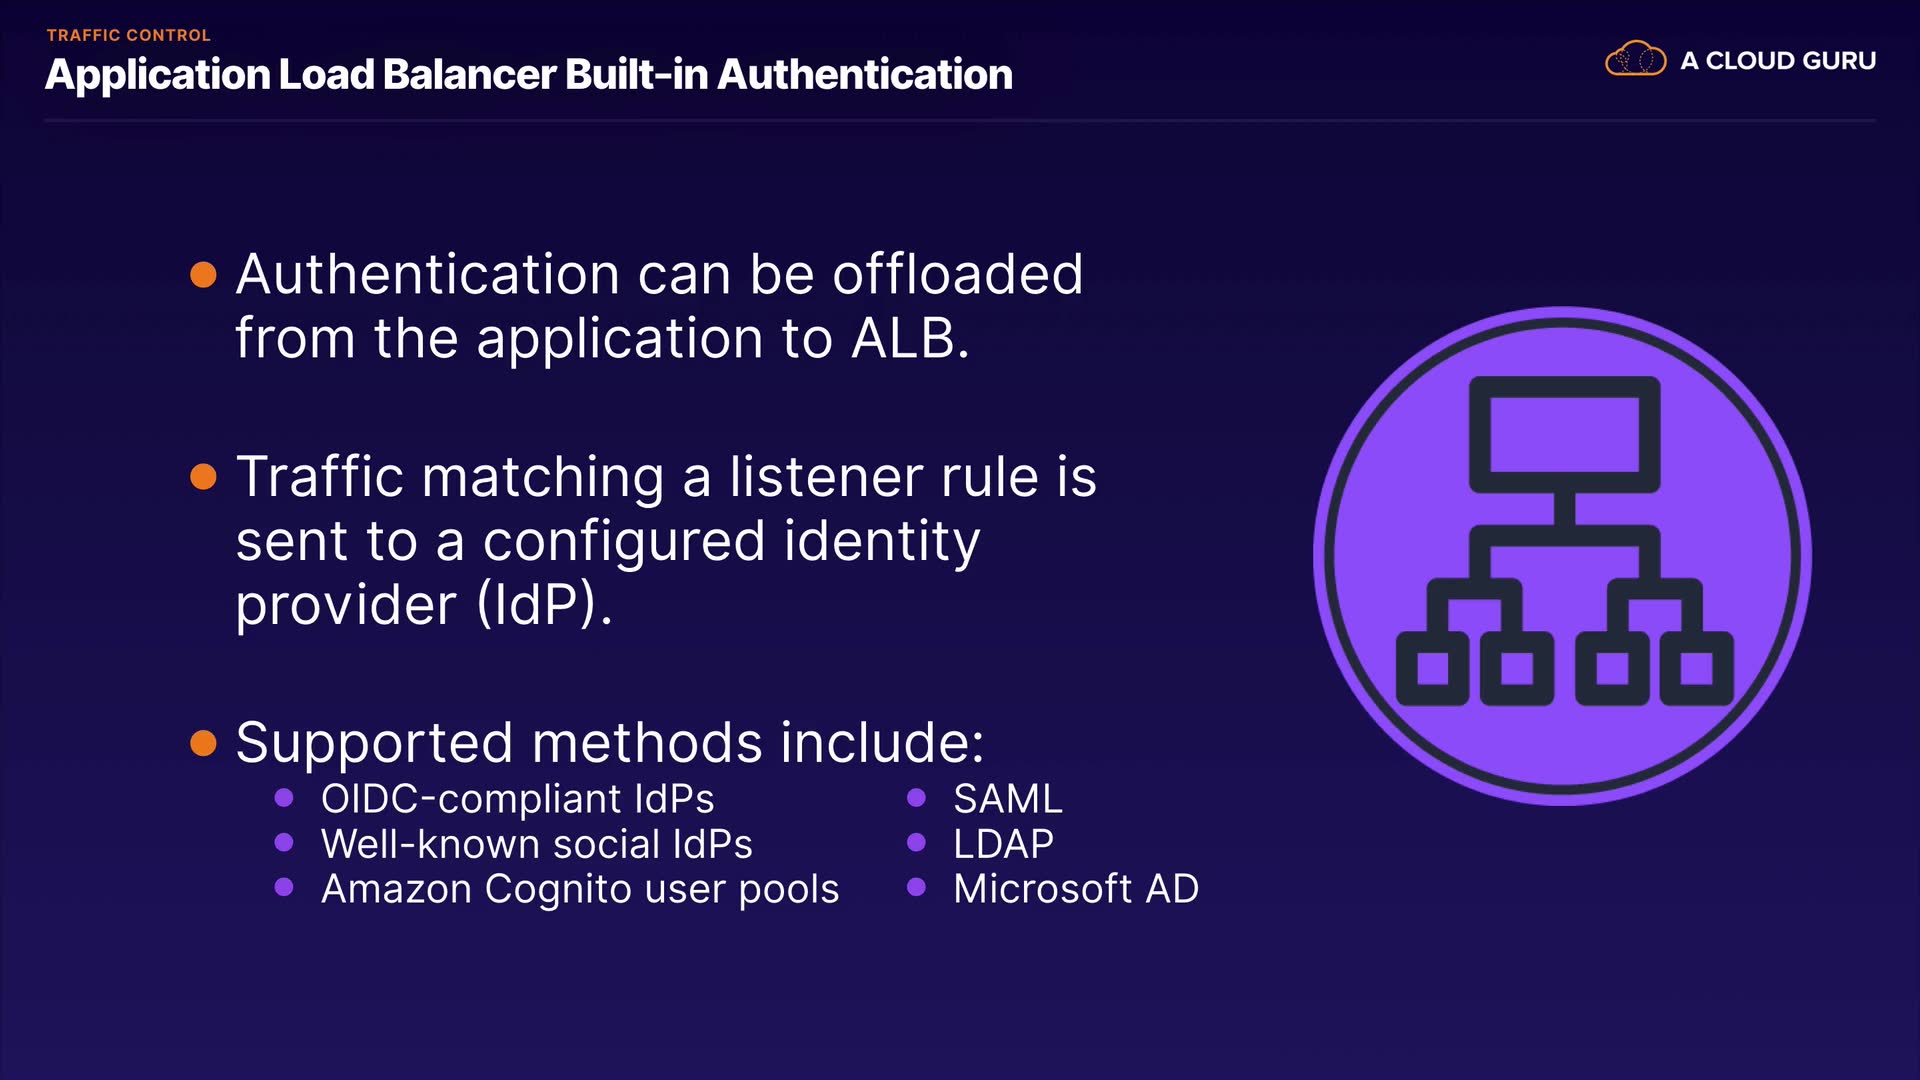 TRAFFIC CONTROL
Application Load Balancer Built-in Authentication
A CLOUD GURU
Authentication can be offloaded
from the application to ALB.
Traffic matching a listener rule is
sent to a configured identity
provider (IdP).
Supported methods include:
OIDC-compliant IdPs
Well-known social IdPs
Amazon Cognito user pools
SAML
LDAP
Microsoft AD